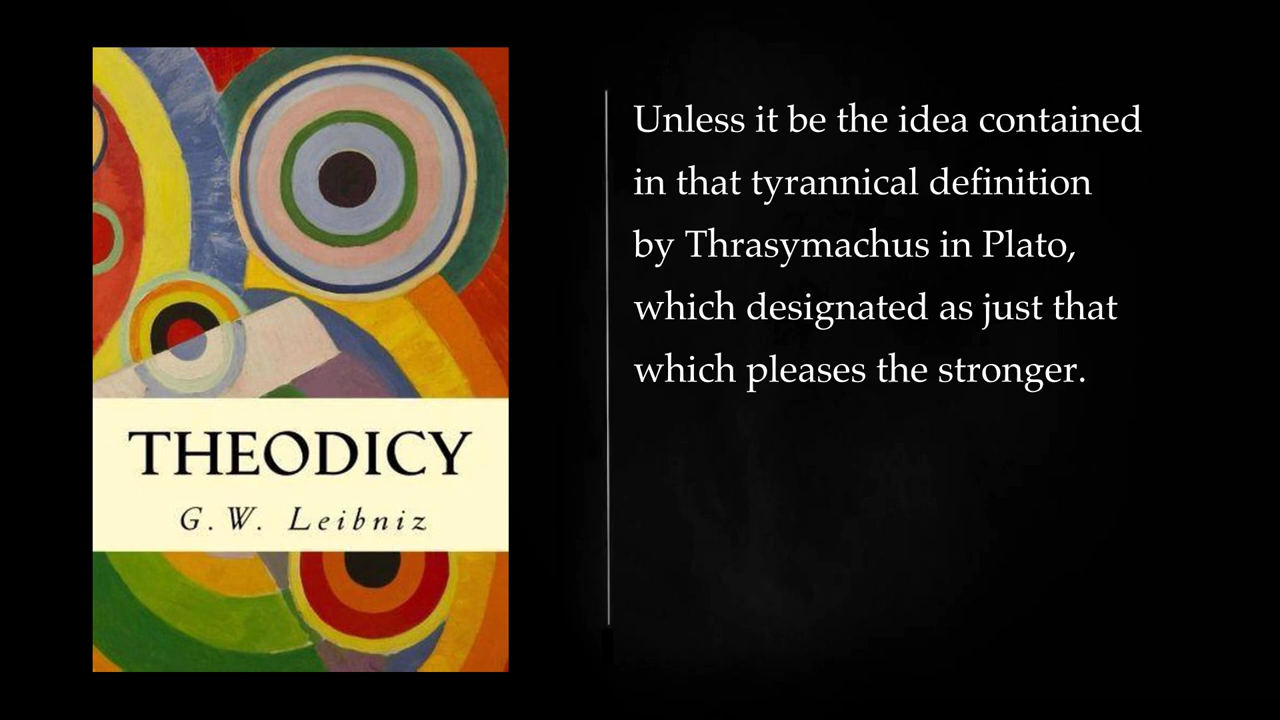 THEODICY
G. W. Leibniz
Unless it be the idea contained
in that tyrannical definition
by Thrasymachus in Plato,
which designated as just that
which pleases the stronger.